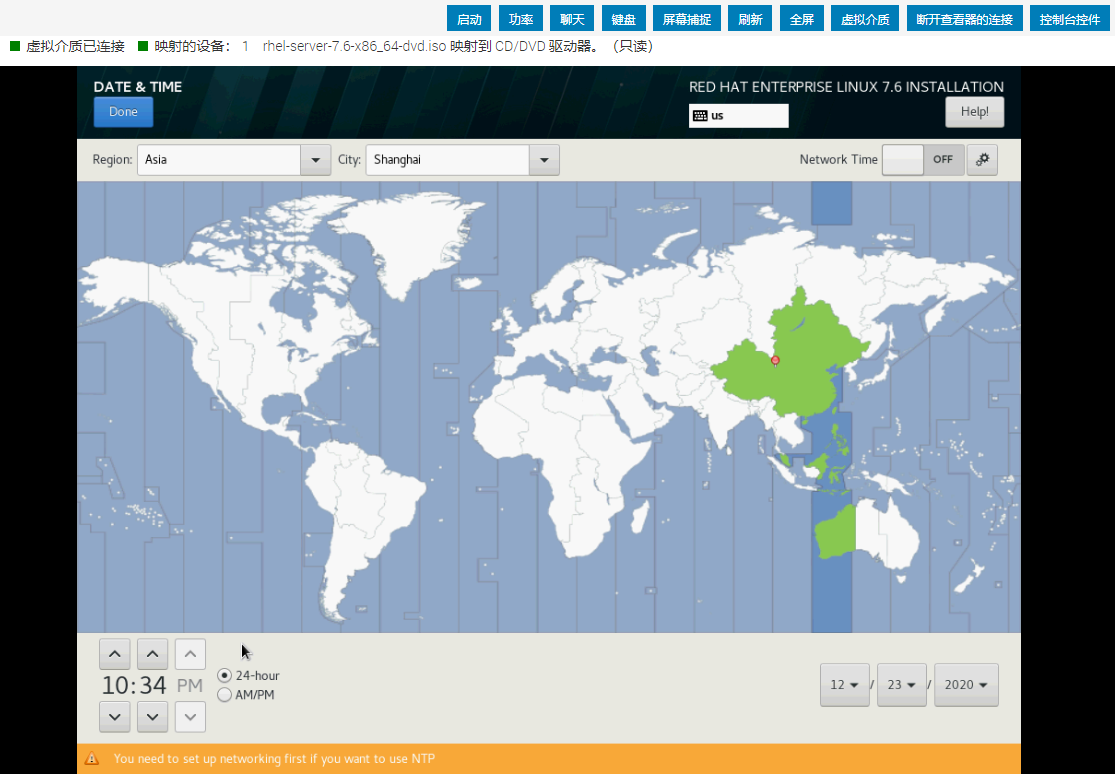 启动 功率 聊天 键盘 屏幕捕捉 刷新 全屏 虚拟介质 断开查看器的连接 控制台控件
虚拟介质已连接 映射的设备： 1 rhel-server-7.6-x86_64-dvd.iso 映射到 CD/DVD 驱动器。 （只读）
DATE & TIME
RED HAT ENTERPRISE LINUX 7.6 INSTALLATION
Done
us
Help!
Region: Asia City: Shanghai Network Time OFF
10:34 PM
24-hour
AM/PM
12 / 23 / 2020
You need to set up networking first if you want to use NTP